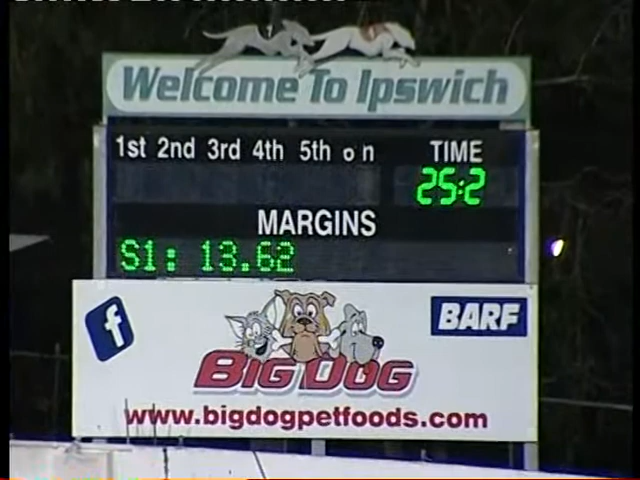 Welcome To Ipswich
1st 2nd 3rd 4th 5th on TIME
25:2
MARGINS
S1: 13.62
f
BARF
BIG DOG
www.bigdogpetfoods.com